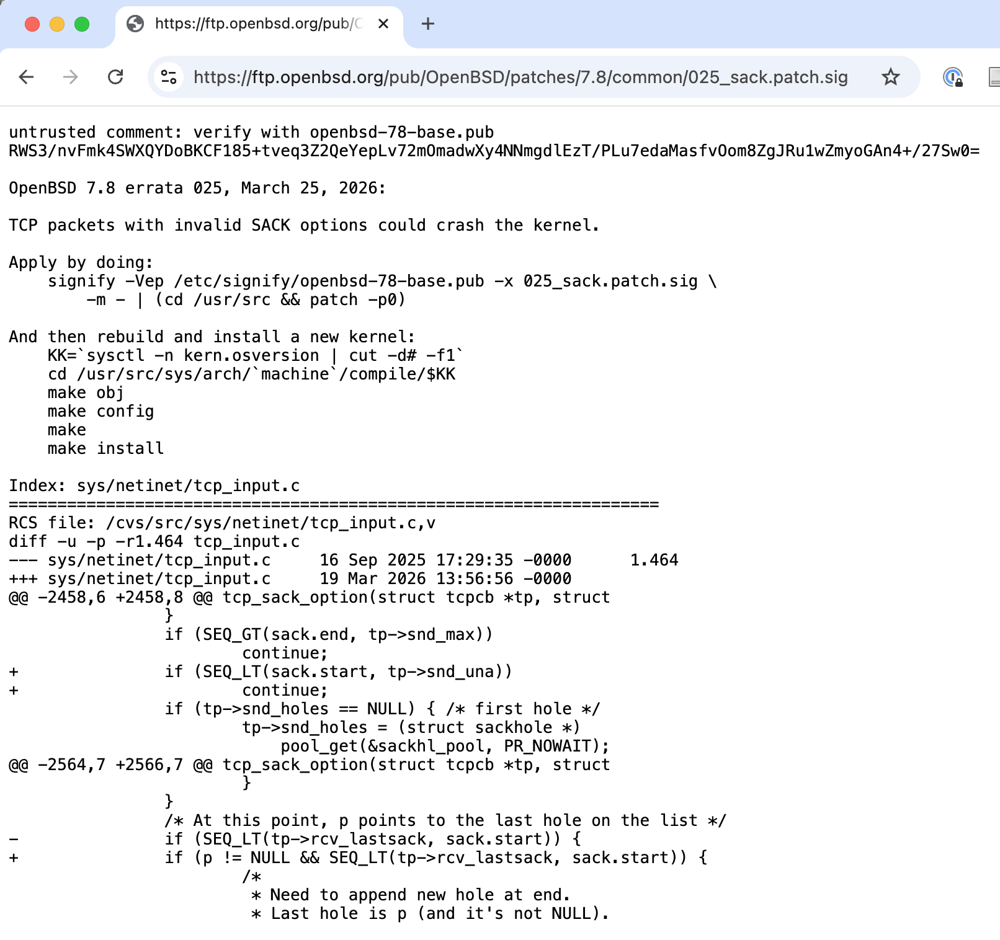 https://ftp.openbsd.org/pub/O
https://ftp.openbsd.org/pub/OpenBSD/patches/7.8/common/025_sack.patch.sig
untrusted comment: verify with openbsd-78-base.pub
RWS3/nvFmk4SWXQYDoBKCF185+tveq3Z2QeYepLv72mOmadwXy4NNmgdlEzT/PLu7edaMasfvOom8ZgJRu1wZmyoGAn4+/27Sw0=
OpenBSD 7.8 errata 025, March 25, 2026:
TCP packets with invalid SACK options could crash the kernel.
Apply by doing:
    signify -Vep /etc/signify/openbsd-78-base.pub -x 025_sack.patch.sig \
        -m - | (cd /usr/src && patch -p0)
And then rebuild and install a new kernel:
    KK=`sysctl -n kern.osversion | cut -d# -f1`
    cd /usr/src/sys/arch/`machine`/compile/$KK
    make obj
    make config
    make
    make install
Index: sys/netinet/tcp_input.c
===================================================================
RCS file: /cvs/src/sys/netinet/tcp_input.c,v
diff -u -p -r1.464 tcp_input.c
--- sys/netinet/tcp_input.c	16 Sep 2025 17:29:35 -0000	1.464
+++ sys/netinet/tcp_input.c	19 Mar 2026 13:56:56 -0000
@@ -2458,6 +2458,8 @@ tcp_sack_option(struct tcpcb *tp, struct
 		}
 		if (SEQ_GT(sack.end, tp->snd_max))
 			continue;
+		if (SEQ_LT(sack.start, tp->snd_una))
+			continue;
 		if (tp->snd_holes == NULL) { /* first hole */
 			tp->snd_holes = (struct sackhole *)
 			    pool_get(&sackhl_pool, PR_NOWAIT);
@@ -2564,7 +2566,7 @@ tcp_sack_option(struct tcpcb *tp, struct
 			}
 		}
 		/* At this point, p points to the last hole on the list */
-		if (SEQ_LT(tp->rcv_lastsack, sack.start)) {
+		if (p != NULL && SEQ_LT(tp->rcv_lastsack, sack.start)) {
 			/*
 			 * Need to append new hole at end.
 			 * Last hole is p (and it's not NULL).